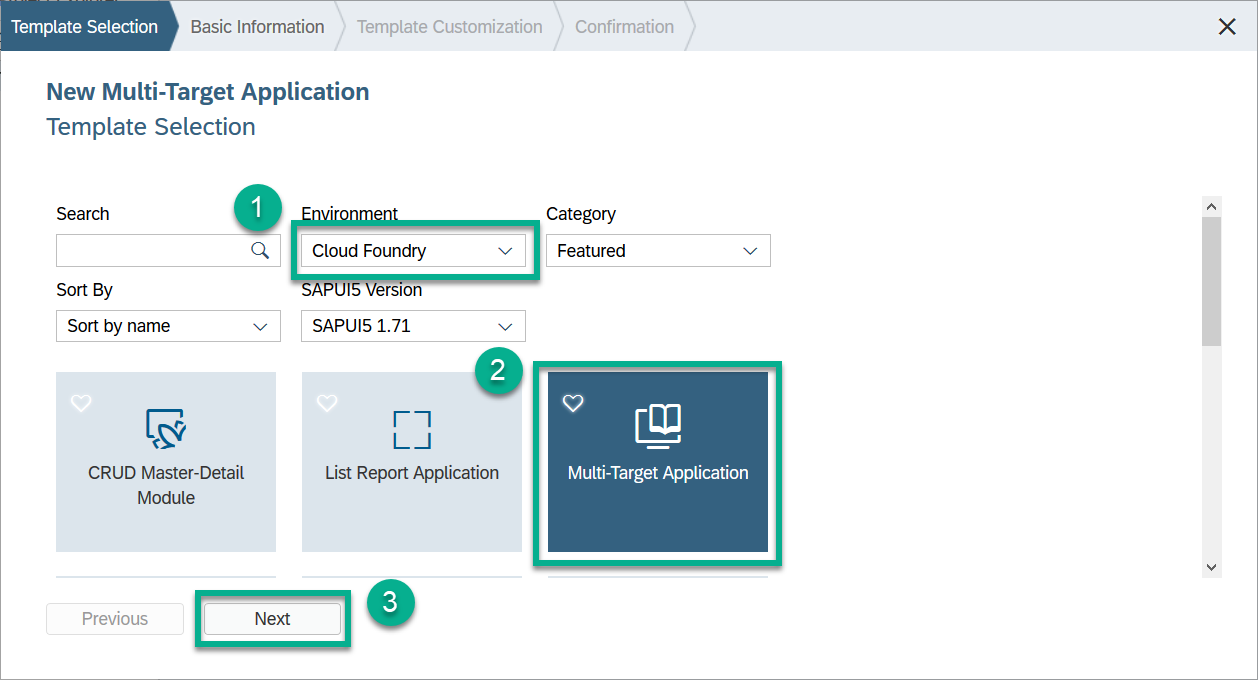 Template Selection
Basic Information
Template Customization
Confirmation
New Multi-Target Application
Template Selection
Search
1
Environment
Category
Cloud Foundry
Featured
Sort By
SAPUI5 Version
Sort by name
SAPUI5 1.71
2
CRUD Master-Detail
Module
List Report Application
Multi-Target Application
Previous
Next
3